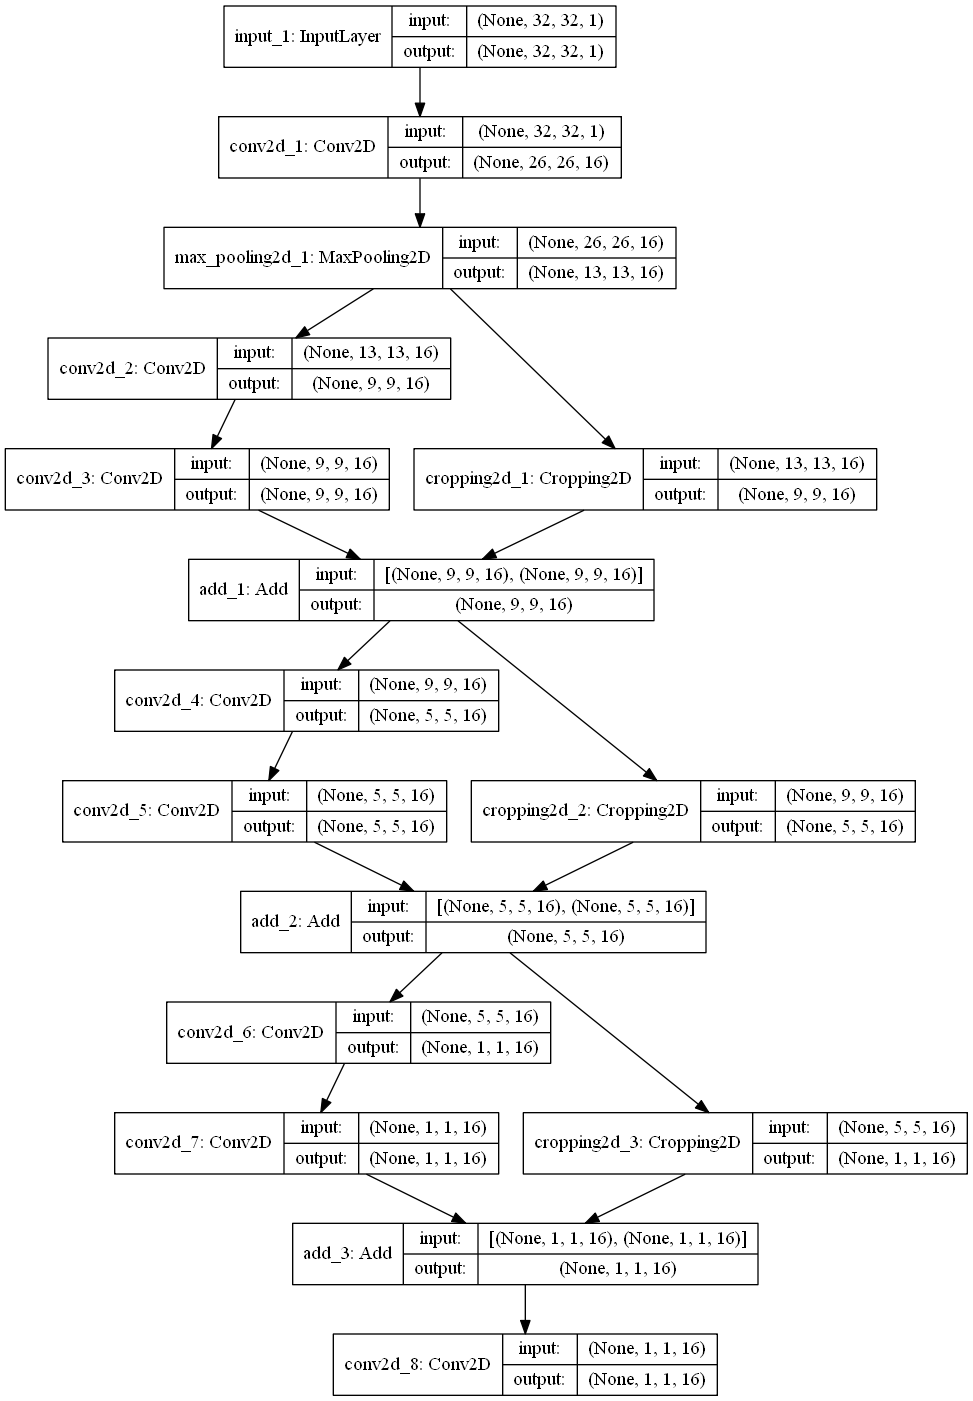 input_1: InputLayer
input: (None, 32, 32, 1)
output: (None, 32, 32, 1)
conv2d_1: Conv2D
input: (None, 32, 32, 1)
output: (None, 26, 26, 16)
max_pooling2d_1: MaxPooling2D
input: (None, 26, 26, 16)
output: (None, 13, 13, 16)
conv2d_2: Conv2D
input: (None, 13, 13, 16)
output: (None, 9, 9, 16)
conv2d_3: Conv2D
input: (None, 9, 9, 16)
output: (None, 9, 9, 16)
cropping2d_1: Cropping2D
input: (None, 13, 13, 16)
output: (None, 9, 9, 16)
add_1: Add
input: [(None, 9, 9, 16), (None, 9, 9, 16)]
output: (None, 9, 9, 16)
conv2d_4: Conv2D
input: (None, 9, 9, 16)
output: (None, 5, 5, 16)
conv2d_5: Conv2D
input: (None, 5, 5, 16)
output: (None, 5, 5, 16)
cropping2d_2: Cropping2D
input: (None, 9, 9, 16)
output: (None, 5, 5, 16)
add_2: Add
input: [(None, 5, 5, 16), (None, 5, 5, 16)]
output: (None, 5, 5, 16)
conv2d_6: Conv2D
input: (None, 5, 5, 16)
output: (None, 1, 1, 16)
conv2d_7: Conv2D
input: (None, 1, 1, 16)
output: (None, 1, 1, 16)
cropping2d_3: Cropping2D
input: (None, 5, 5, 16)
output: (None, 1, 1, 16)
add_3: Add
input: [(None, 1, 1, 16), (None, 1, 1, 16)]
output: (None, 1, 1, 16)
conv2d_8: Conv2D
input: (None, 1, 1, 16)
output: (None, 1, 1, 16)